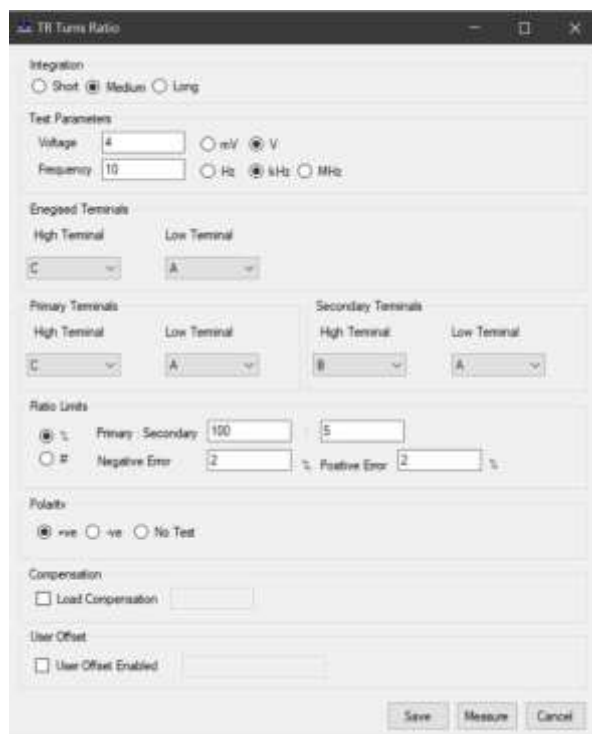 TR Turns Ratio
Integration
Short Medium Long
Test Parameters
Voltage 4 mV V
Frequency 10 Hz kHz MHz
Enegised Terminals
High Terminal Low Terminal
C A
Primary Terminals Secondary Terminals
High Terminal Low Terminal High Terminal Low Terminal
C A B A
Ratio Limits
% Primary : Secondary 100 : 5
# Negative Error 2 % Positive Error 2 %
Polarity
+ve -ve No Test
Compensation
Load Compensation
User Offset
User Offset Enabled
Save Measure Cancel